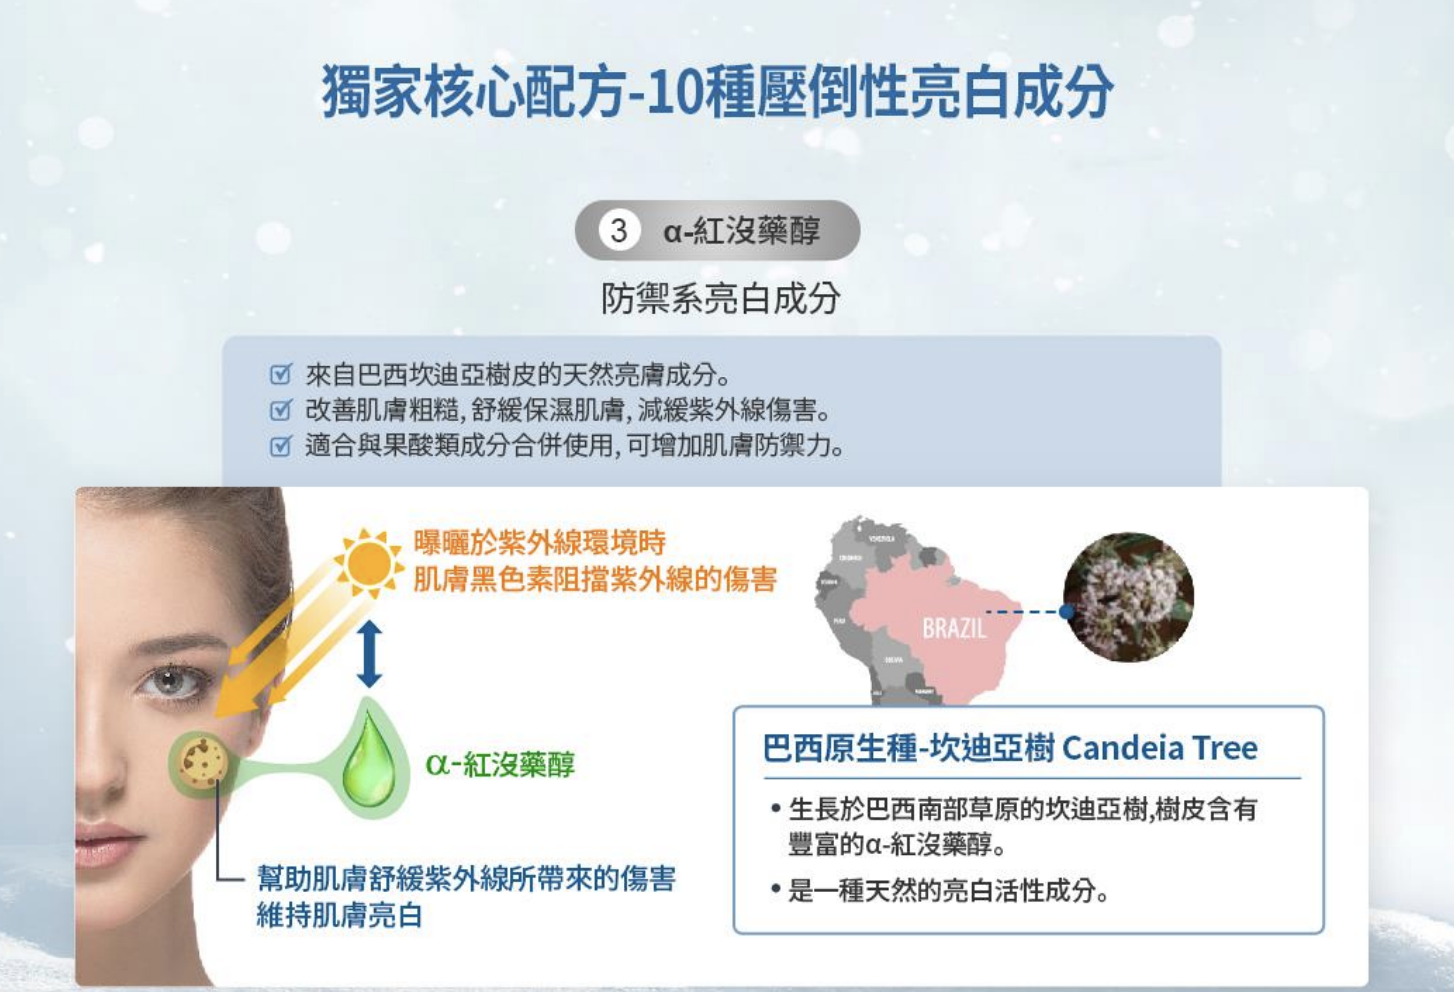 獨家核心配方-10種壓倒性亮白成分
3 α-紅沒藥醇
防禦系亮白成分
來自巴西坎迪亞樹皮的天然亮膚成分。
改善肌膚粗糙, 舒緩保濕肌膚, 減緩紫外線傷害。
適合與果酸類成分合併使用, 可增加肌膚防禦力。
曝曬於紫外線環境時
肌膚黑色素阻擋紫外線的傷害
α-紅沒藥醇
幫助肌膚舒緩紫外線所帶來的傷害
維持肌膚亮白
VENEZUELA
COLOMBIA
PERU
BRAZIL
BOLIVIA
巴西原生種-坎迪亞樹 Candeia Tree
• 生長於巴西南部草原的坎迪亞樹,樹皮含有
豐富的α-紅沒藥醇。
• 是一種天然的亮白活性成分。